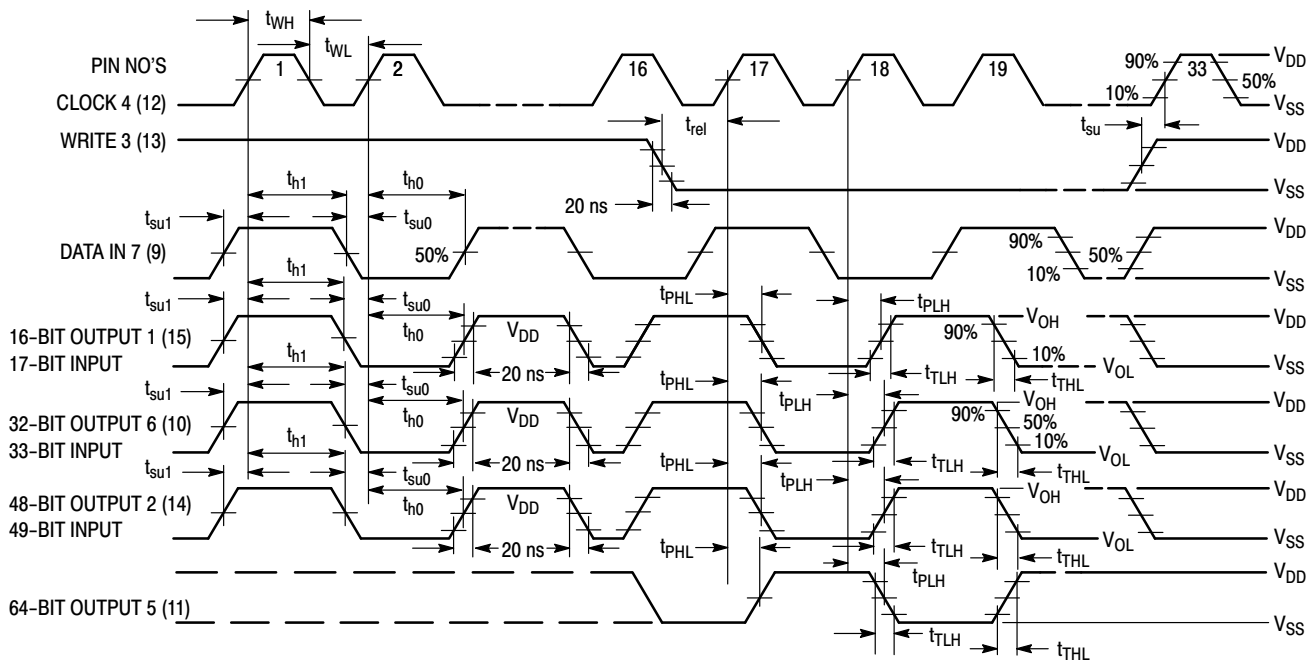 tWH
tWL
PIN NO'S
1
2
16
17
18
19
90%
33
VDD
50%
CLOCK 4 (12)
10%
VSS
trel
tsu
WRITE 3 (13)
VDD
th1
th0
VSS
20 ns
tsu1
tsu0
VDD
DATA IN 7 (9)
50%
90%
50%
10%
th1
VSS
tsu1
tsu0
tPHL
tPLH
16-BIT OUTPUT 1 (15)
th0
VDD
90%
VOH
VDD
17-BIT INPUT
th1
10%
VOL
VSS
20 ns
tsu1
tsu0
tPHL
tPLH
tTLH
tTHL
32-BIT OUTPUT 6 (10)
th0
VDD
90%
VOH
50%
VDD
33-BIT INPUT
th1
10%
VOL
VSS
20 ns
tsu1
tsu0
tPHL
tPLH
tTLH
tTHL
48-BIT OUTPUT 2 (14)
th0
VDD
VOH
VDD
49-BIT INPUT
VOL
VSS
20 ns
tPHL
tTLH
tTHL
tPLH
VDD
64-BIT OUTPUT 5 (11)
VSS
tTLH
tTHL